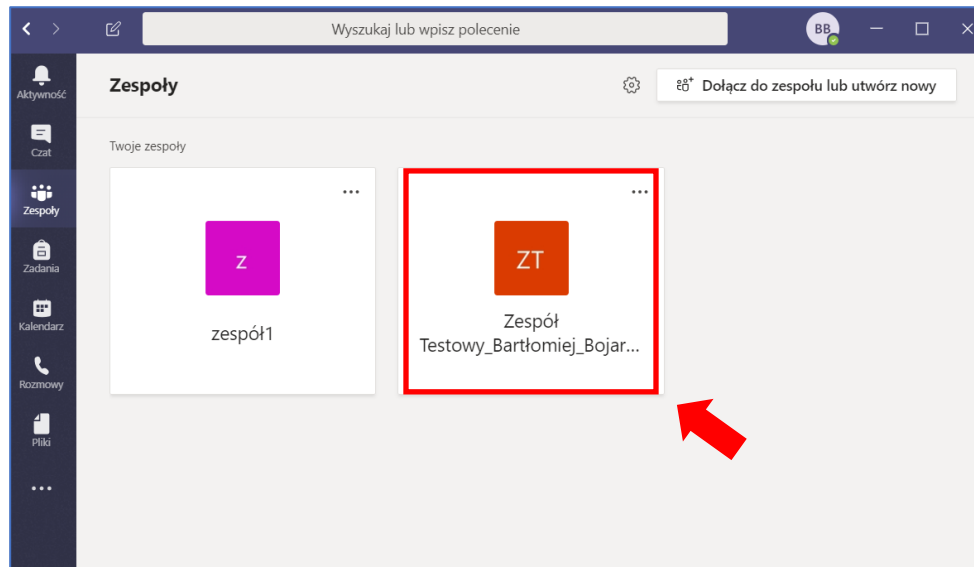 Wyszukaj lub wpisz polecenie
BB
Aktywność
Czat
Zespoły
Zadania
Kalendarz
Rozmowy
Pliki
Zespoły
Dołącz do zespołu lub utwórz nowy
Twoje zespoły
z
zespół1
ZT
Zespół
Testowy_Bartłomiej_Bojar...